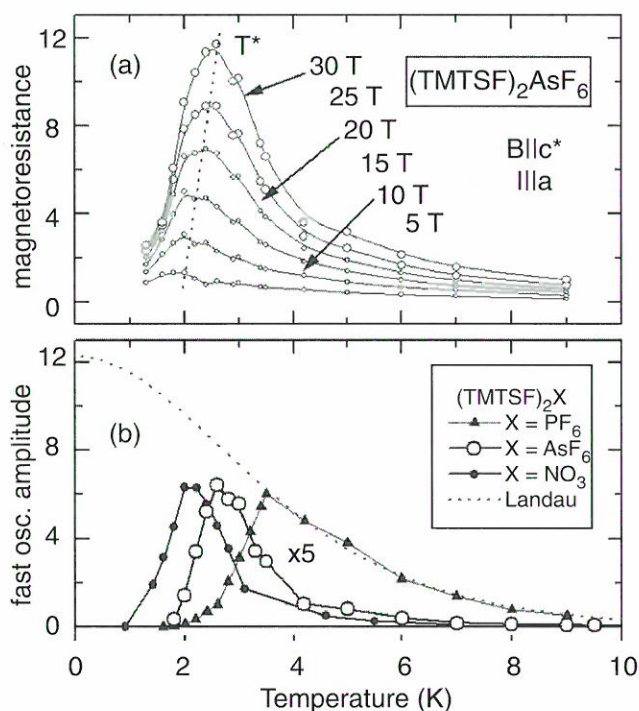 12
8
4
0
magnetoresistance
(a)
T*
30 T
25 T
20 T
15 T
10 T
5 T
(TMTSF)₂AsF₆
B||c*
I||a
12
8
4
0
fast osc. amplitude
(b)
x5
(TMTSF)₂X
X = PF₆
X = AsF₆
X = NO₃
Landau
0 2 4 6 8 10
Temperature (K)